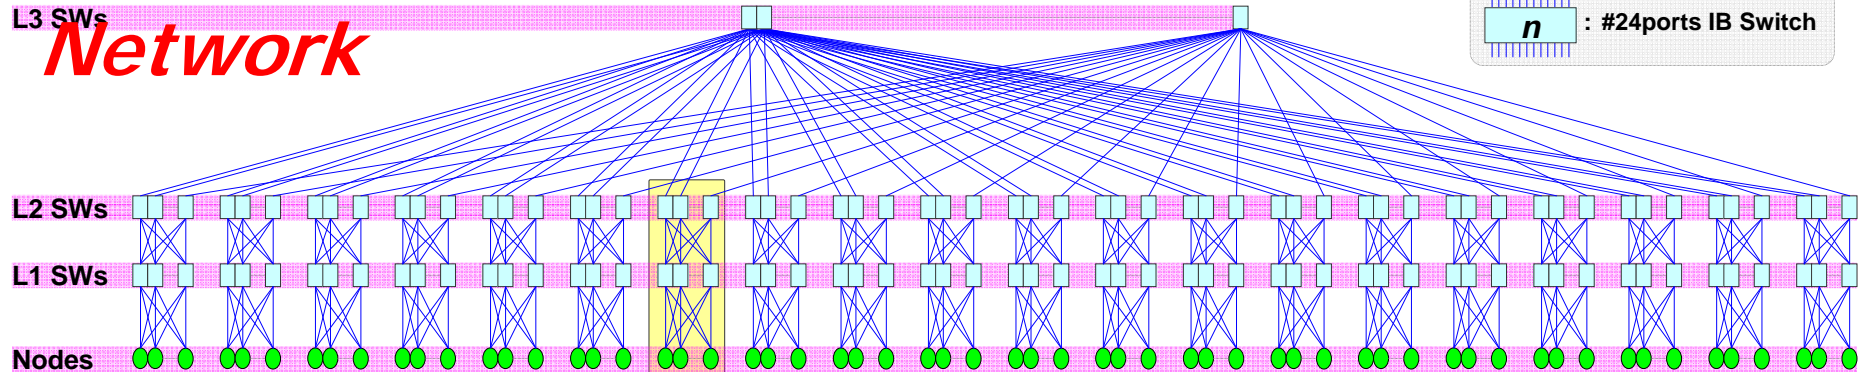 L3 SWs
Network
n : #24ports IB Switch
L2 SWs
L1 SWs
Nodes